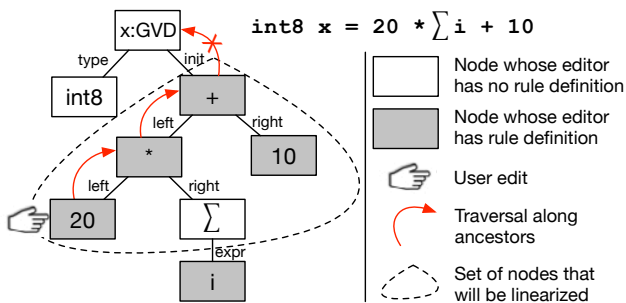 int8 x = 20 *∑i + 10
x:GVD
type
init
int8
+
left
right
*
10
left
right
20
∑
expr
i
Node whose editor
has no rule definition
Node whose editor
has rule definition
User edit
Traversal along
ancestors
Set of nodes that
will be linearized